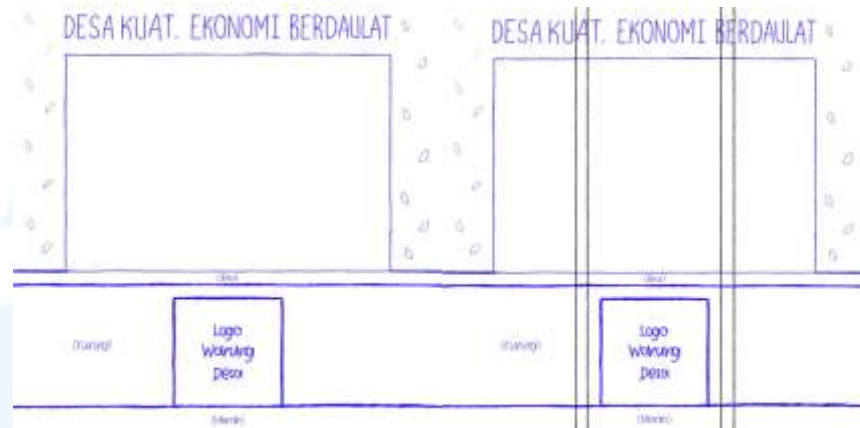 DESA KUAT. EKONOMI BERDAULAT
Logo
Warung
Desa
DESA KUAT. EKONOMI BERDAULAT
Logo
Warung
Desa